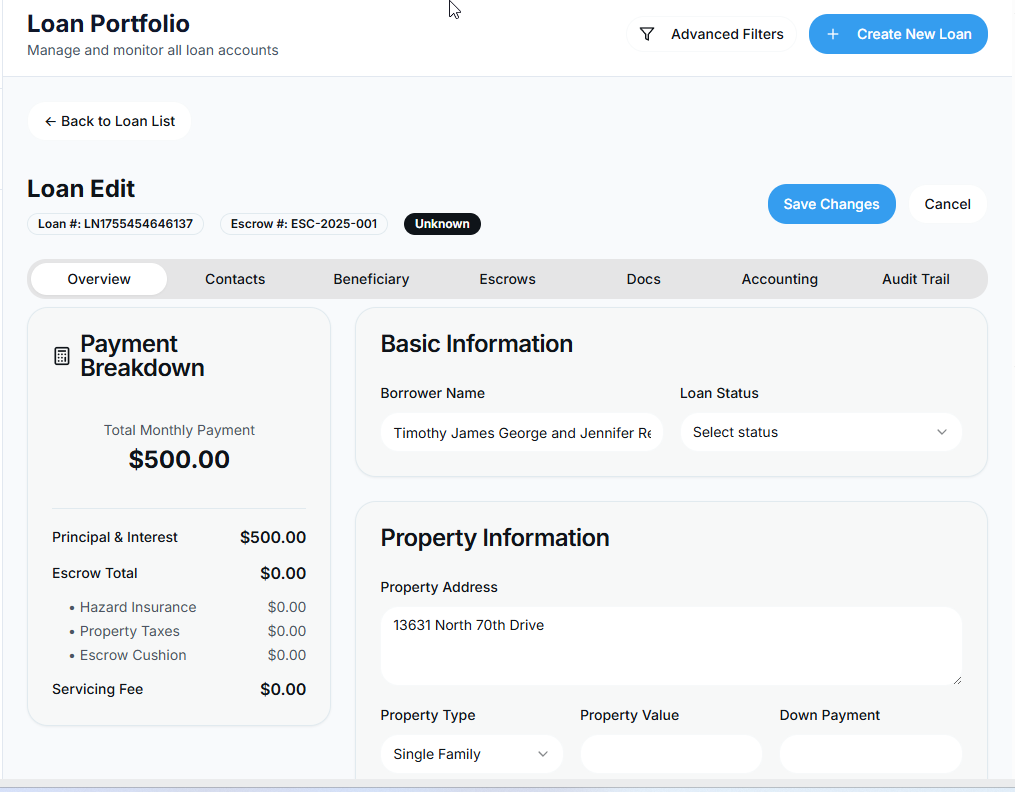 Loan Portfolio
Manage and monitor all loan accounts
Advanced Filters
+ Create New Loan
← Back to Loan List
Loan Edit
Loan #: LN1755454646137
Escrow #: ESC-2025-001
Unknown
Save Changes
Cancel
Overview
Contacts
Beneficiary
Escrows
Docs
Accounting
Audit Trail
Payment
Breakdown
Total Monthly Payment
$500.00
Principal & Interest $500.00
Escrow Total $0.00
• Hazard Insurance $0.00
• Property Taxes $0.00
• Escrow Cushion $0.00
Servicing Fee $0.00
Basic Information
Borrower Name
Timothy James George and Jennifer Re
Loan Status
Select status
Property Information
Property Address
13631 North 70th Drive
Property Type
Single Family
Property Value
Down Payment